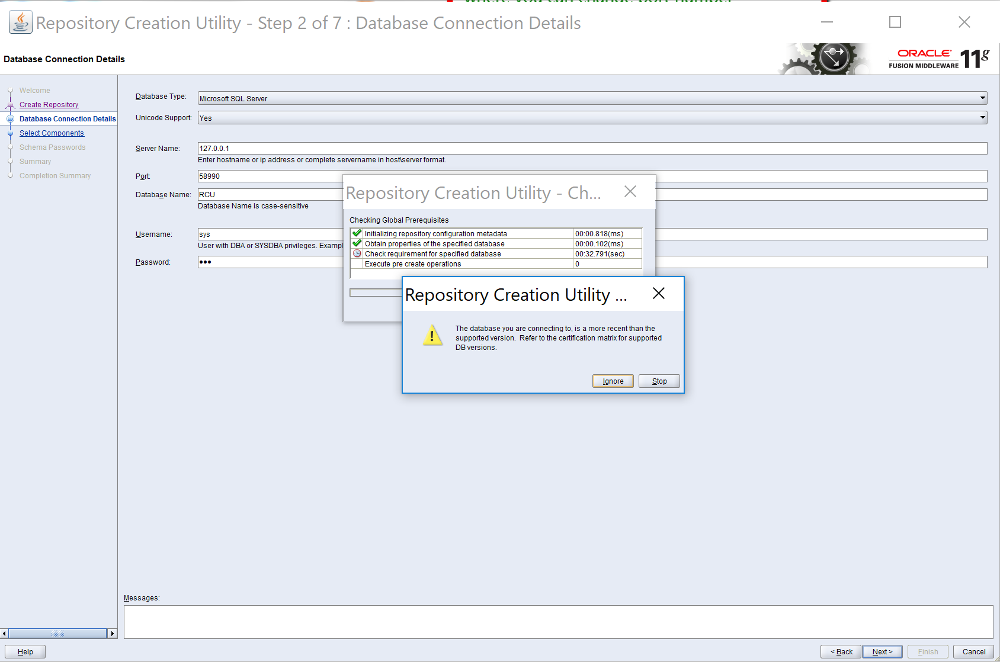 where you can change port number
Repository Creation Utility - Step 2 of 7 : Database Connection Details
Database Connection Details
ORACLE
FUSION MIDDLEWARE 11g
Welcome
Create Repository
Database Connection Details
Select Components
Schema Passwords
Summary
Completion Summary
Database Type: Microsoft SQL Server
Unicode Support: Yes
Server Name: 127.0.0.1
Enter hostname or ip address or complete servername in host\server format.
Port: 58990
Database Name: RCU
Database Name is case-sensitive
Username: sys
User with DBA or SYSDBA privileges. Exampl
Password: •••
Repository Creation Utility - Ch...
Checking Global Prerequisites
Initializing repository configuration metadata 00:00.818(ms)
Obtain properties of the specified database 00:00.102(ms)
Check requirement for specified database 00:32.791(sec)
Execute pre create operations 0
Repository Creation Utility ...
The database you are connecting to, is a more recent than the
supported version. Refer to the certification matrix for supported
DB versions.
Ignore Stop
Messages:
Help < Back Next > Finish Cancel